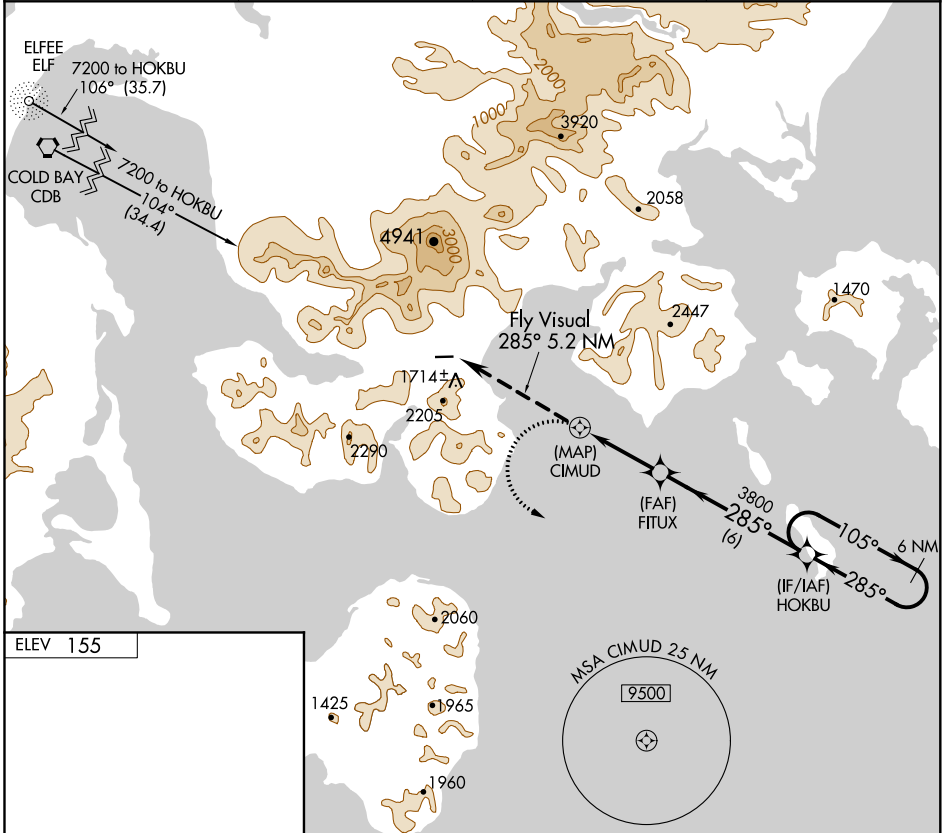 ELFEE
ELF
7200 to HOKBU
106° (35.7)
COLD BAY
CDB
7200 to HOKBU
104°
(34.4)
2000
1000
3920
2058
4941
3000
1470
2447
Fly Visual
285° 5.2 NM
1714±
2205
2290
(MAP)
CIMUD
(FAF)
FITUX
3800
285°
(6)
105°
6 NM
285°
(IF/IAF)
HOKBU
2060
ELEV 155
MSA CIMUD 25 NM
9500
1425
1965
1960